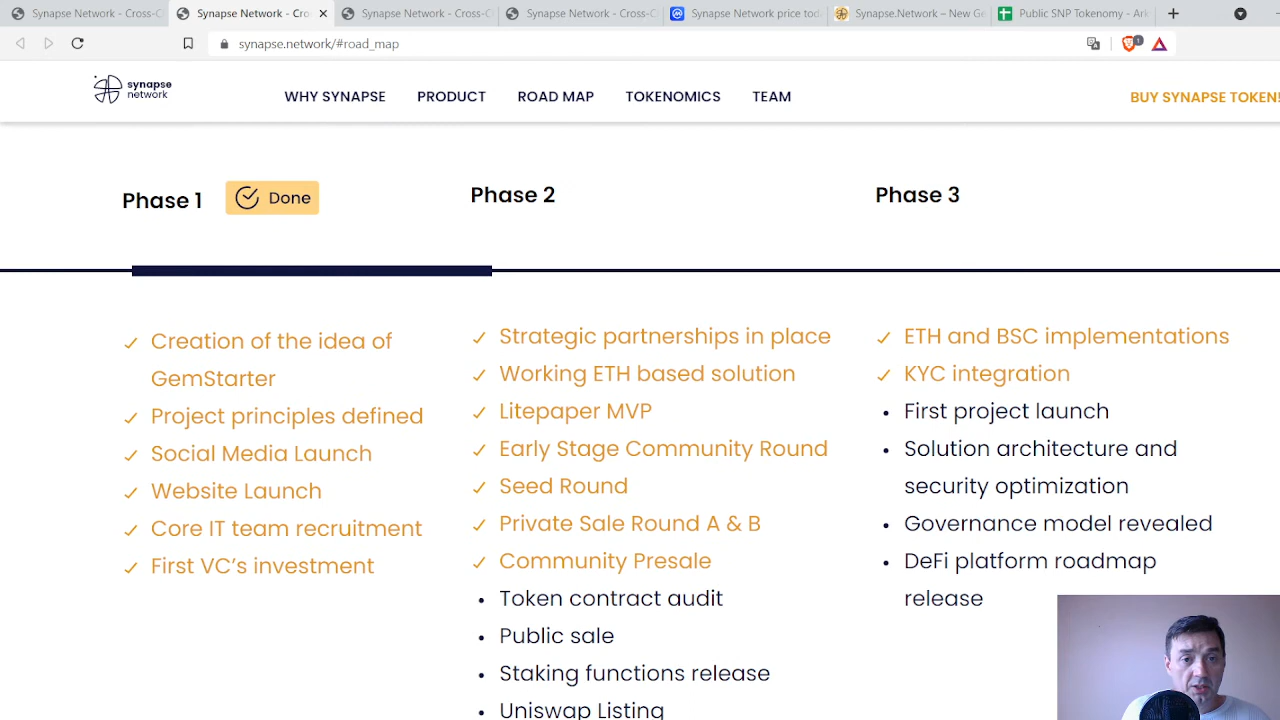 Synapse Network - Cross-C
Synapse Network - Cro
Synapse Network - Cross-C
Synapse Network - Cross-C
Synapse Network price tod
Synapse.Network – New Ge
Public SNP Tokenomy - Ark
synapse.network/#road_map
1
synapse network
WHY SYNAPSE
PRODUCT
ROAD MAP
TOKENOMICS
TEAM
BUY SYNAPSE TOKEN!
Phase 1
Done
Creation of the idea of
GemStarter
Project principles defined
Social Media Launch
Website Launch
Core IT team recruitment
First VC’s investment
Phase 2
Strategic partnerships in place
Working ETH based solution
Litepaper MVP
Early Stage Community Round
Seed Round
Private Sale Round A & B
Community Presale
Token contract audit
Public sale
Staking functions release
Uniswap Listing
Phase 3
ETH and BSC implementations
KYC integration
First project launch
Solution architecture and
security optimization
Governance model revealed
DeFi platform roadmap
release